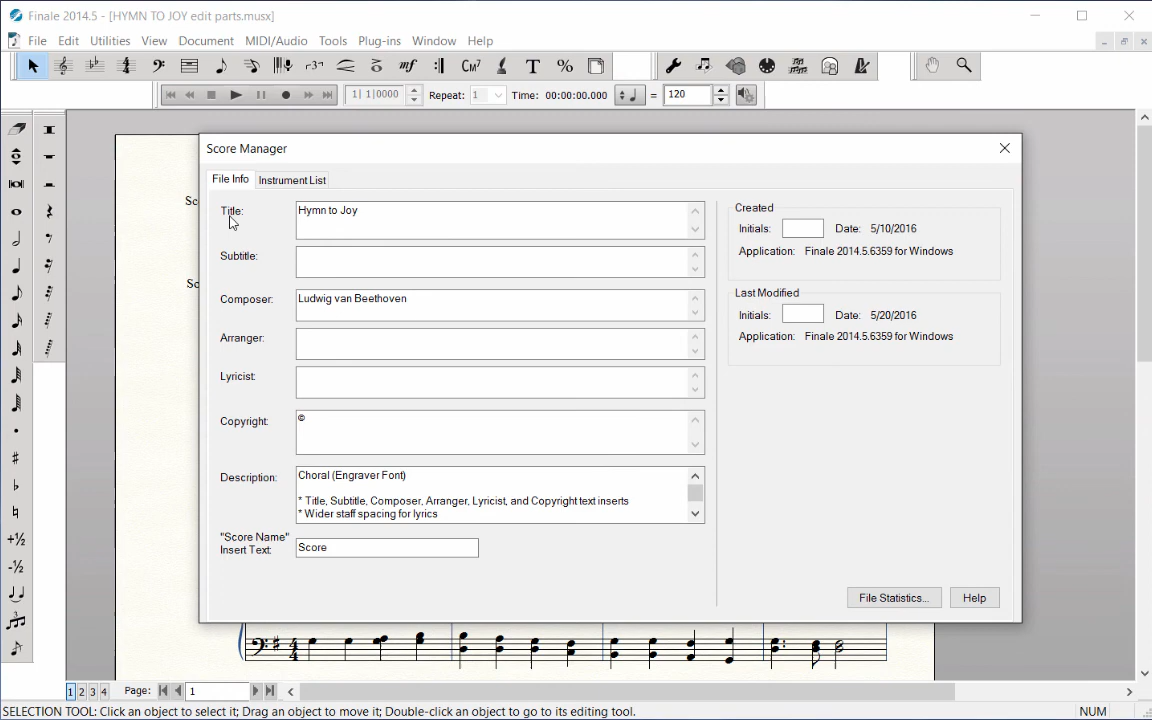 Finale 2014.5 - [HYMN TO JOY edit parts.musx]
File Edit Utilities View Document MIDI/Audio Tools Plug-ins Window Help
CM7 T %
1| 1|0000 Repeat: 1 Time: 00:00:00.000 = 120
Score Manager
File Info Instrument List
Title: Hymn to Joy
Subtitle:
Composer: Ludwig van Beethoven
Arranger:
Lyricist:
Copyright: ©
Description: Choral (Engraver Font)
* Title, Subtitle, Composer, Arranger, Lyricist, and Copyright text inserts
* Wider staff spacing for lyrics
"Score Name"
Insert Text: Score
Created
Initials: Date: 5/10/2016
Application: Finale 2014.5.6359 for Windows
Last Modified
Initials: Date: 5/20/2016
Application: Finale 2014.5.6359 for Windows
File Statistics... Help
Sc
So
+½
-½
1 2 3 4 Page: 1
SELECTION TOOL: Click an object to select it; Drag an object to move it; Double-click an object to go to its editing tool. NUM